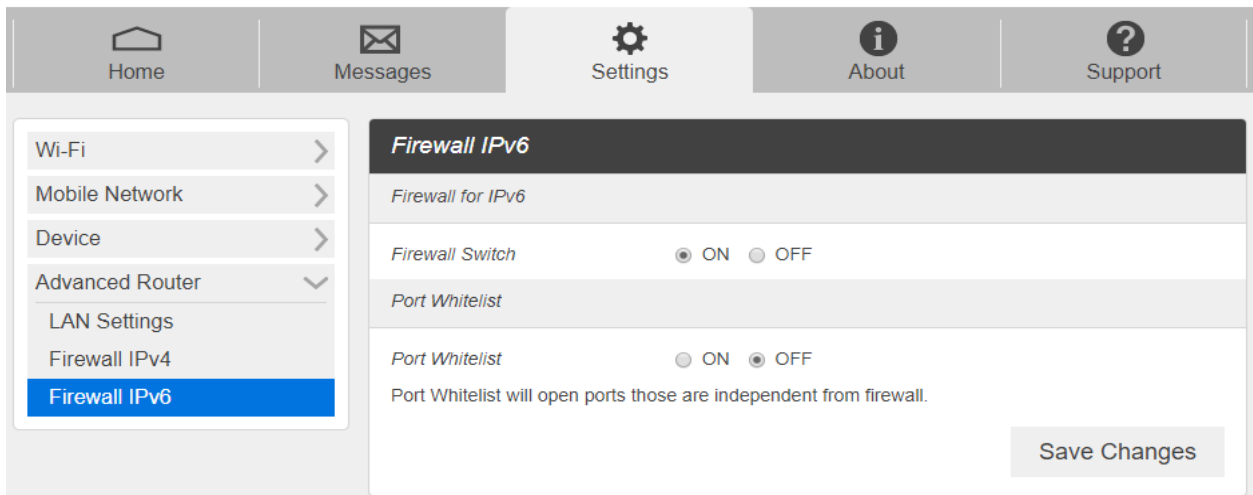 Home
Messages
Settings
About
Support
Wi-Fi
Mobile Network
Device
Advanced Router
LAN Settings
Firewall IPv4
Firewall IPv6
Firewall IPv6
Firewall for IPv6
Firewall Switch ON OFF
Port Whitelist
Port Whitelist ON OFF
Port Whitelist will open ports those are independent from firewall.
Save Changes